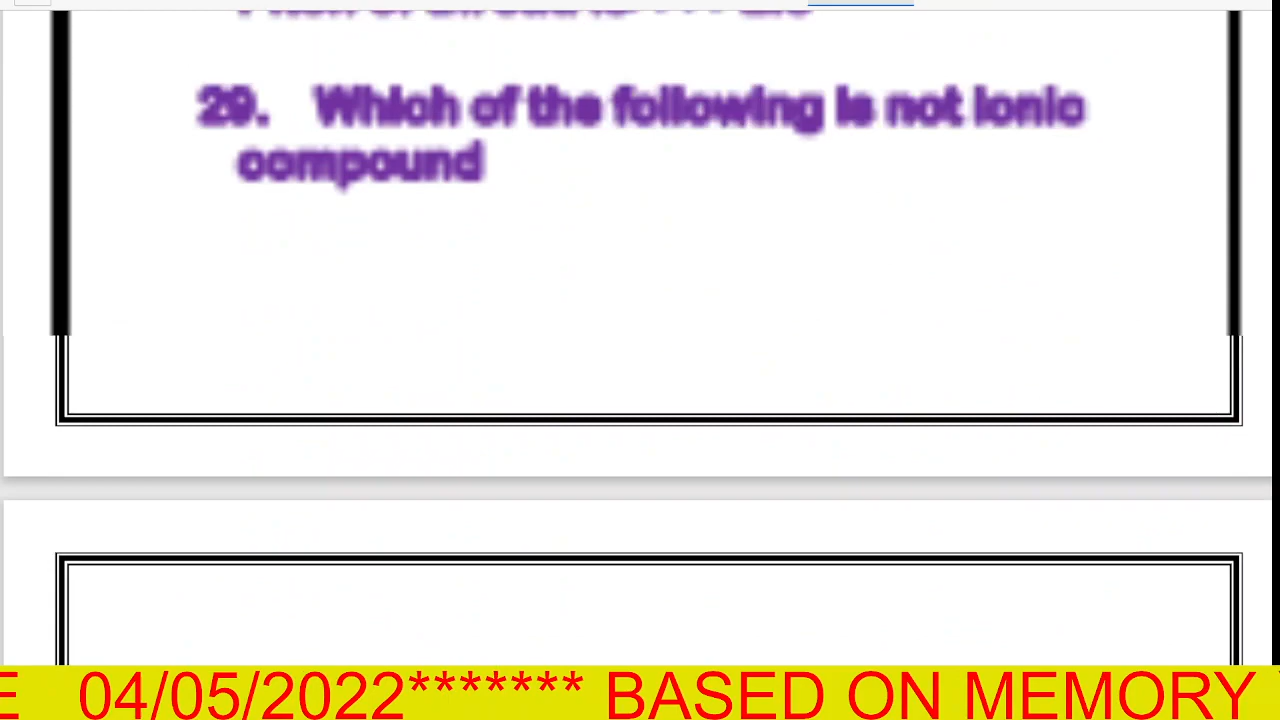 29. Which of the following is not ionic
compound
E 04/05/2022******* BASED ON MEMORY